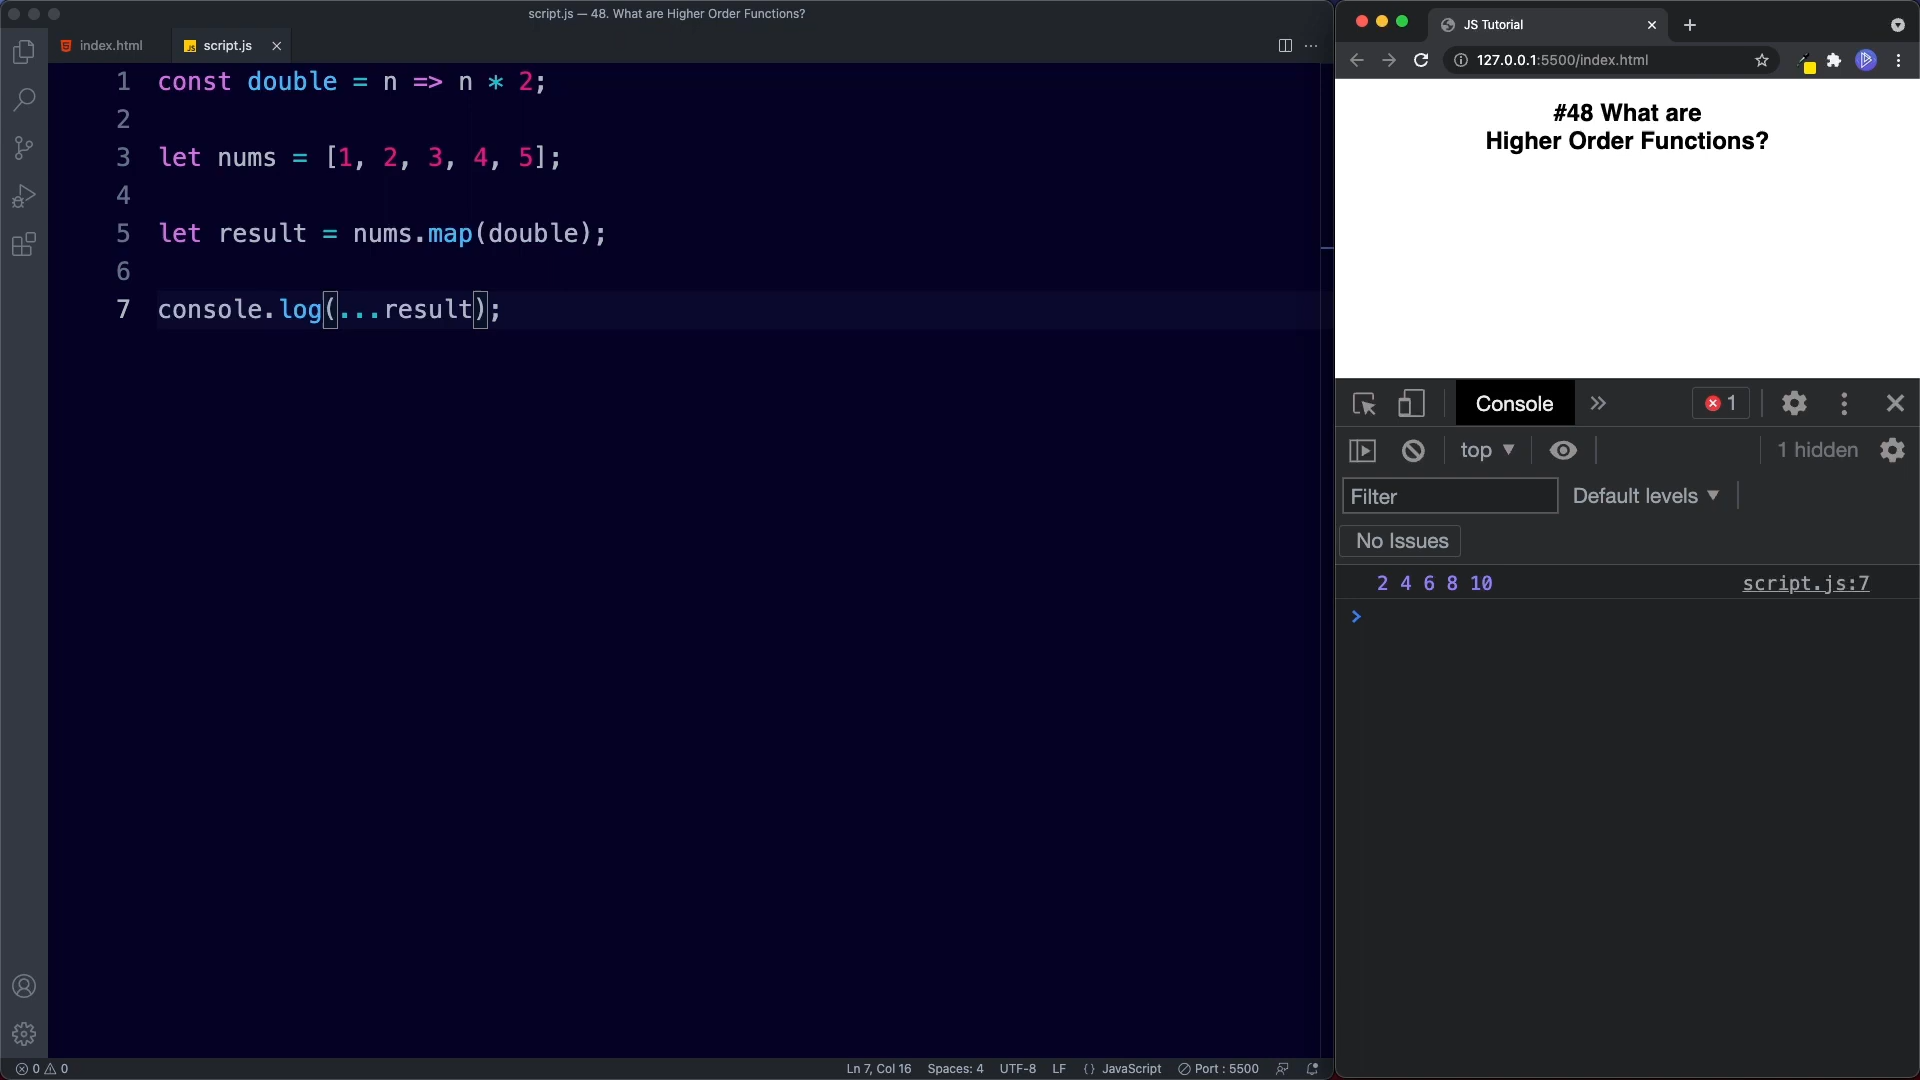 script.js — 48. What are Higher Order Functions?
index.html
script.js
1 const double = n => n * 2;
2
3 let nums = [1, 2, 3, 4, 5];
4
5 let result = nums.map(double);
6
7 console.log(...result);
0 0
Ln 7, Col 16 Spaces: 4 UTF-8 LF {} JavaScript Port : 5500
JS Tutorial
127.0.0.1:5500/index.html
#48 What are
Higher Order Functions?
Console 1
top 1 hidden
Filter Default levels
No Issues
2 4 6 8 10 script.js:7